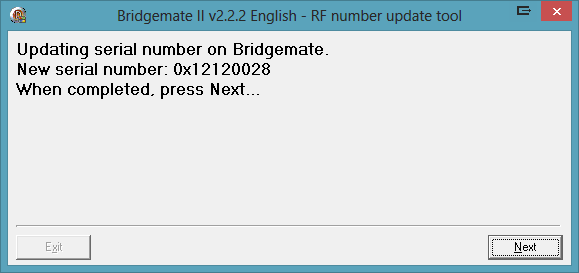 Bridgemate II v2.2.2 English - RF number update tool
Updating serial number on Bridgemate.
New serial number: 0x12120028
When completed, press Next...
Exit
Next